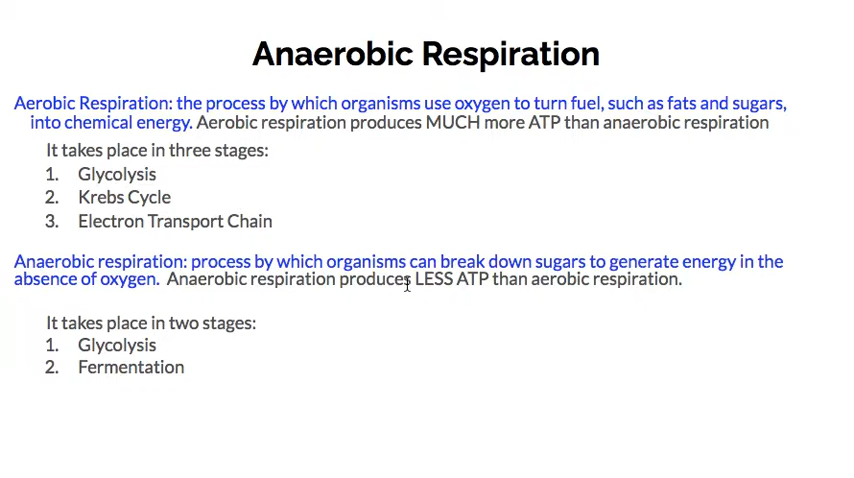 Anaerobic Respiration
Aerobic Respiration: the process by which organisms use oxygen to turn fuel, such as fats and sugars,
into chemical energy. Aerobic respiration produces MUCH more ATP than anaerobic respiration
It takes place in three stages:
1. Glycolysis
2. Krebs Cycle
3. Electron Transport Chain
Anaerobic respiration: process by which organisms can break down sugars to generate energy in the
absence of oxygen. Anaerobic respiration produces LESS ATP than aerobic respiration.
It takes place in two stages:
1. Glycolysis
2. Fermentation